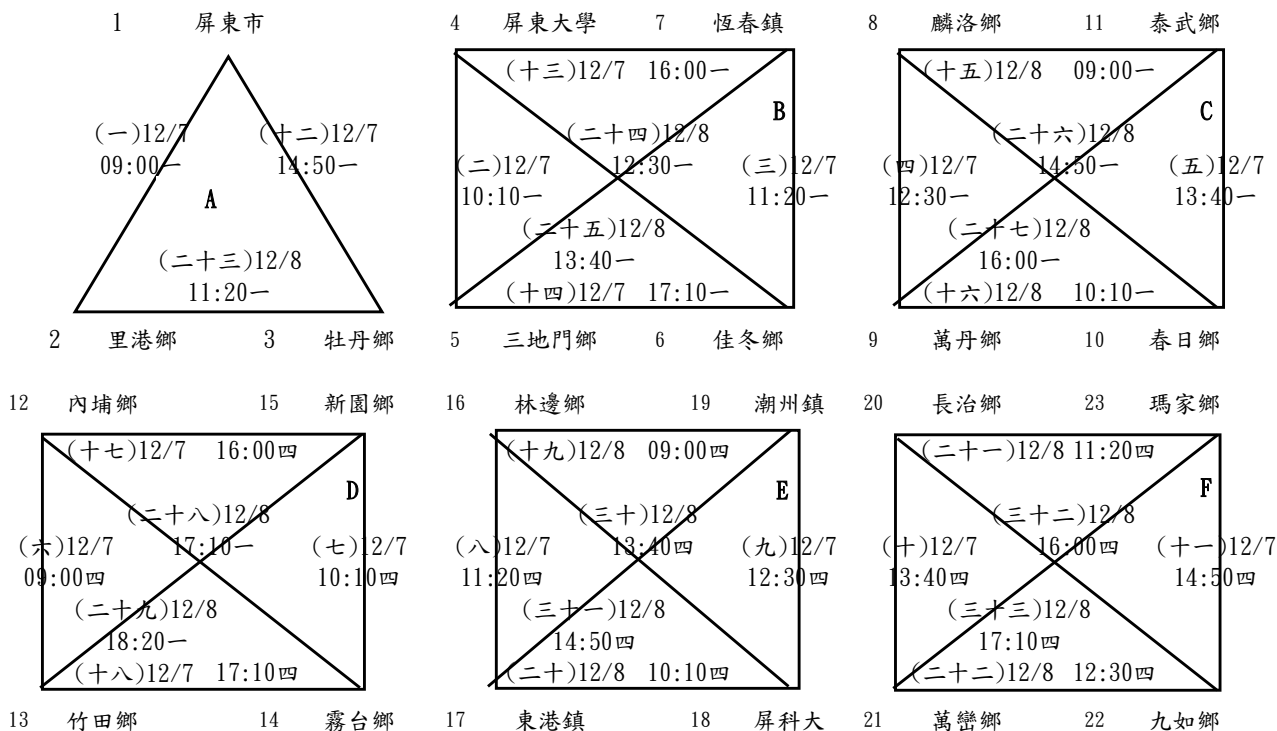 1 屏東市 4 屏東大學 7 恆春鎮 8 麟洛鄉 11 泰武鄉
(十三)12/7 16:00一 (十五)12/8 09:00一
B C
(一)12/7 (十二)12/7 (二十四)12/8 (二十六)12/8
09:00一 14:50一 (二)12/7 12:30一 (三)12/7 (四)12/7 14:50一 (五)12/7
A 10:10一 11:20一 12:30一 13:40一
(二十五)12/8 (二十七)12/8
(二十三)12/8 13:40一 16:00一
11:20一 (十四)12/7 17:10一 (十六)12/8 10:10一
2 里港鄉 3 牡丹鄉 5 三地門鄉 6 佳冬鄉 9 萬丹鄉 10 春日鄉
12 內埔鄉 15 新園鄉 16 林邊鄉 19 潮州鎮 20 長治鄉 23 瑪家鄉
(十七)12/7 16:00四 (十九)12/8 09:00四 (二十一)12/8 11:20四
D E F
(二十八)12/8 (三十)12/8 (三十二)12/8
(六)12/7 17:10一 (七)12/7 (八)12/7 13:40四 (九)12/7 (十)12/7 16:00四 (十一)12/7
09:00四 10:10四 11:20四 12:30四 13:40四 14:50四
(二十九)12/8 (三十一)12/8 (三十三)12/8
18:20一 14:50四 17:10四
(十八)12/7 17:10四 (二十)12/8 10:10四 (二十二)12/8 12:30四
13 竹田鄉 14 霧台鄉 17 東港鎮 18 屏科大 21 萬巒鄉 22 九如鄉